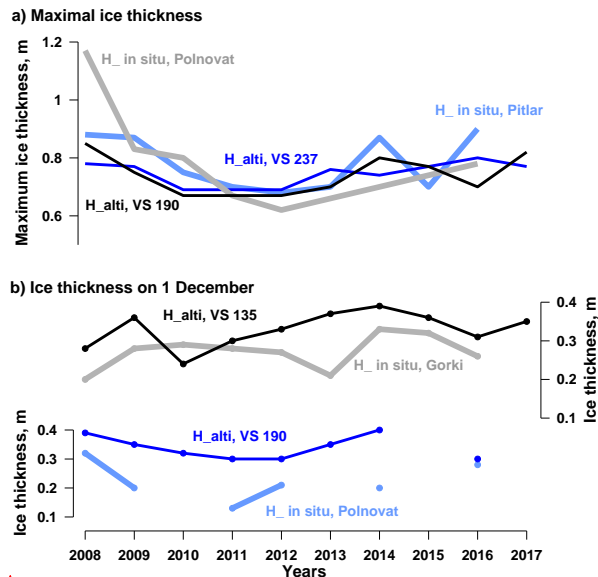 a) Maximal ice thickness
Maximum ice thickness, m
1.2
1
0.8
0.6
H_ in situ, Polnovat
H_ in situ, Pitlar
H_alti, VS 237
H_alti, VS 190
b) Ice thickness on 1 December
H_alti, VS 135
H_ in situ, Gorki
0.4
0.3
0.2
0.1
Ice thickness, m
Ice thickness, m
0.4
0.3
0.2
0.1
H_alti, VS 190
H_ in situ, Polnovat
2008 2009 2010 2011 2012 2013 2014 2015 2016 2017
Years